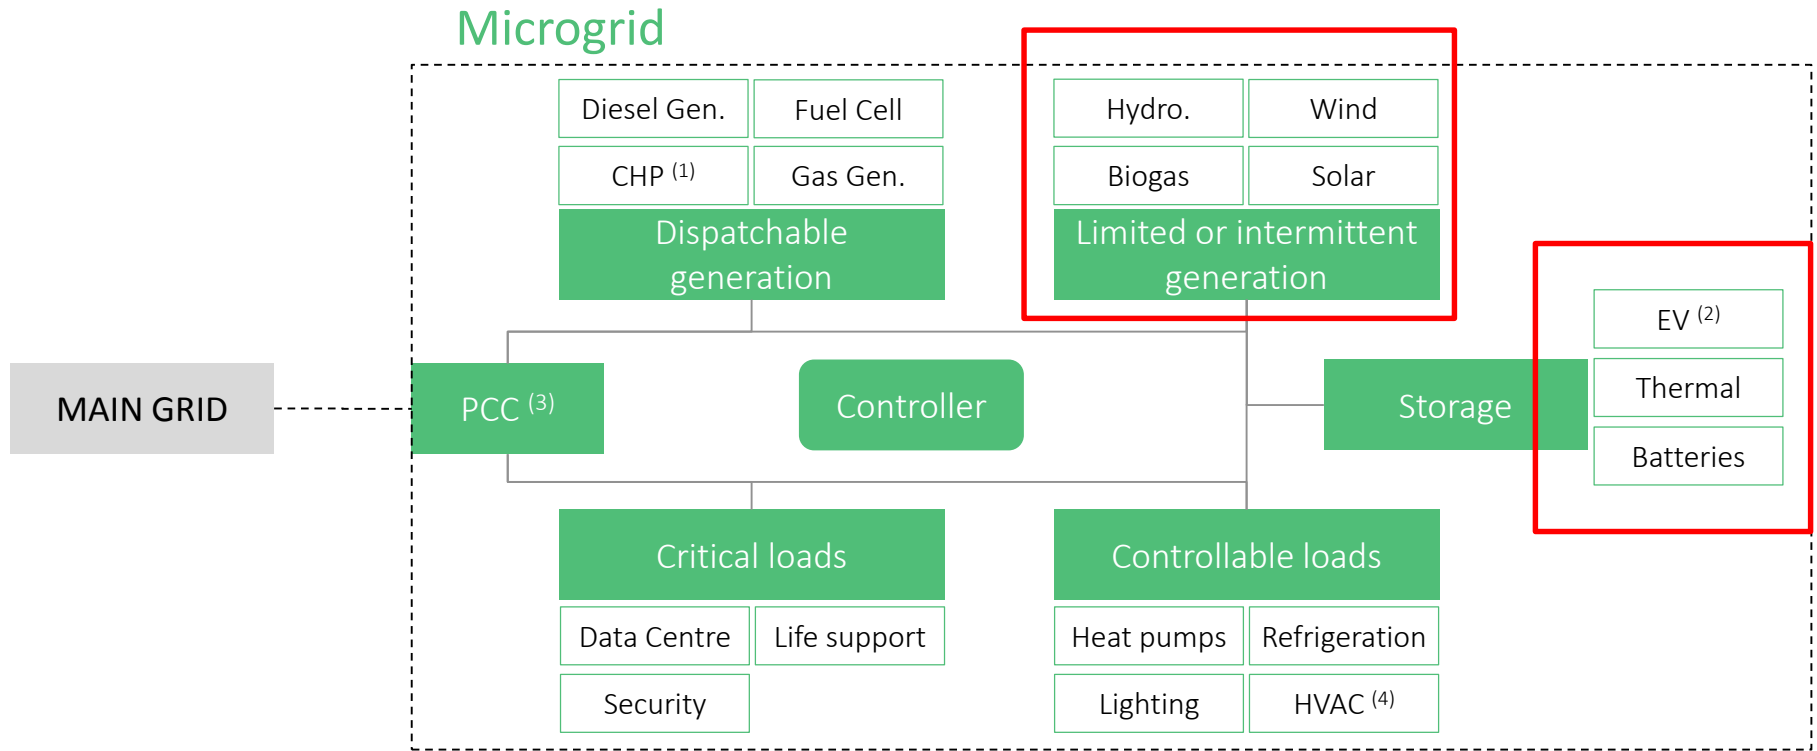 Microgrid
Diesel Gen.
Fuel Cell
Hydro.
Wind
CHP (1)
Gas Gen.
Biogas
Solar
Dispatchable
generation
Limited or intermittent
generation
EV (2)
MAIN GRID
PCC (3)
Controller
Storage
Thermal
Batteries
Critical loads
Controllable loads
Data Centre
Life support
Heat pumps
Refrigeration
Security
Lighting
HVAC (4)